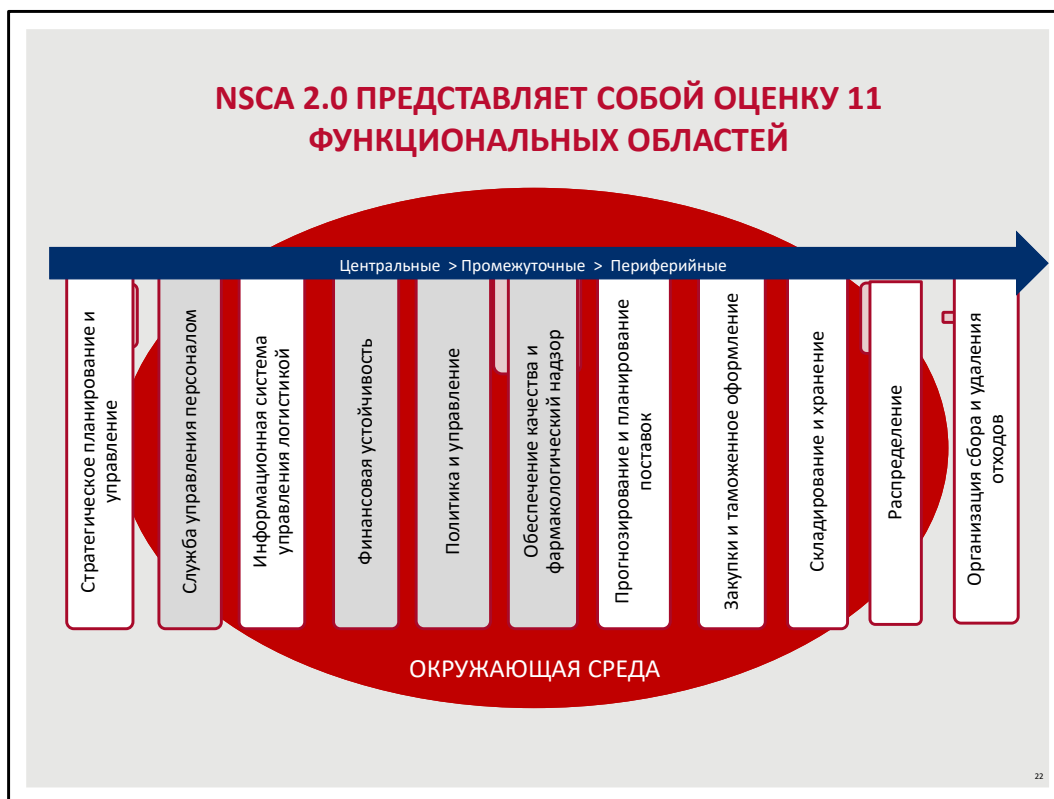 NSCA 2.0 ПРЕДСТАВЛЯЕТ СОБОЙ ОЦЕНКУ 11
ФУНКЦИОНАЛЬНЫХ ОБЛАСТЕЙ
Центральные > Промежуточные > Периферийные
Стратегическое планирование и
управление
Служба управления персоналом
Информационная система
управления логистикой
Финансовая устойчивость
Политика и управление
Обеспечение качества и
фармакологический надзор
Прогнозирование и планирование
поставок
Закупки и таможенное оформление
Складирование и хранение
Распределение
Организация сбора и удаления
отходов
ОКРУЖАЮЩАЯ СРЕДА
22